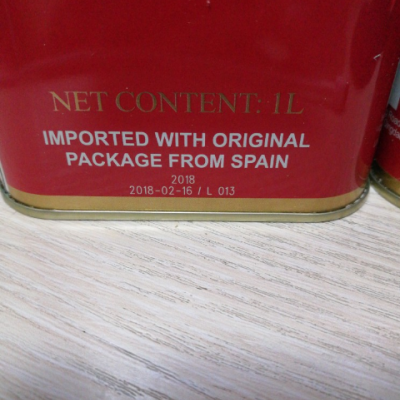 NET CONTENT: 1L
IMPORTED WITH ORIGINAL
PACKAGE FROM SPAIN
2018
2018-02-16 / L 013